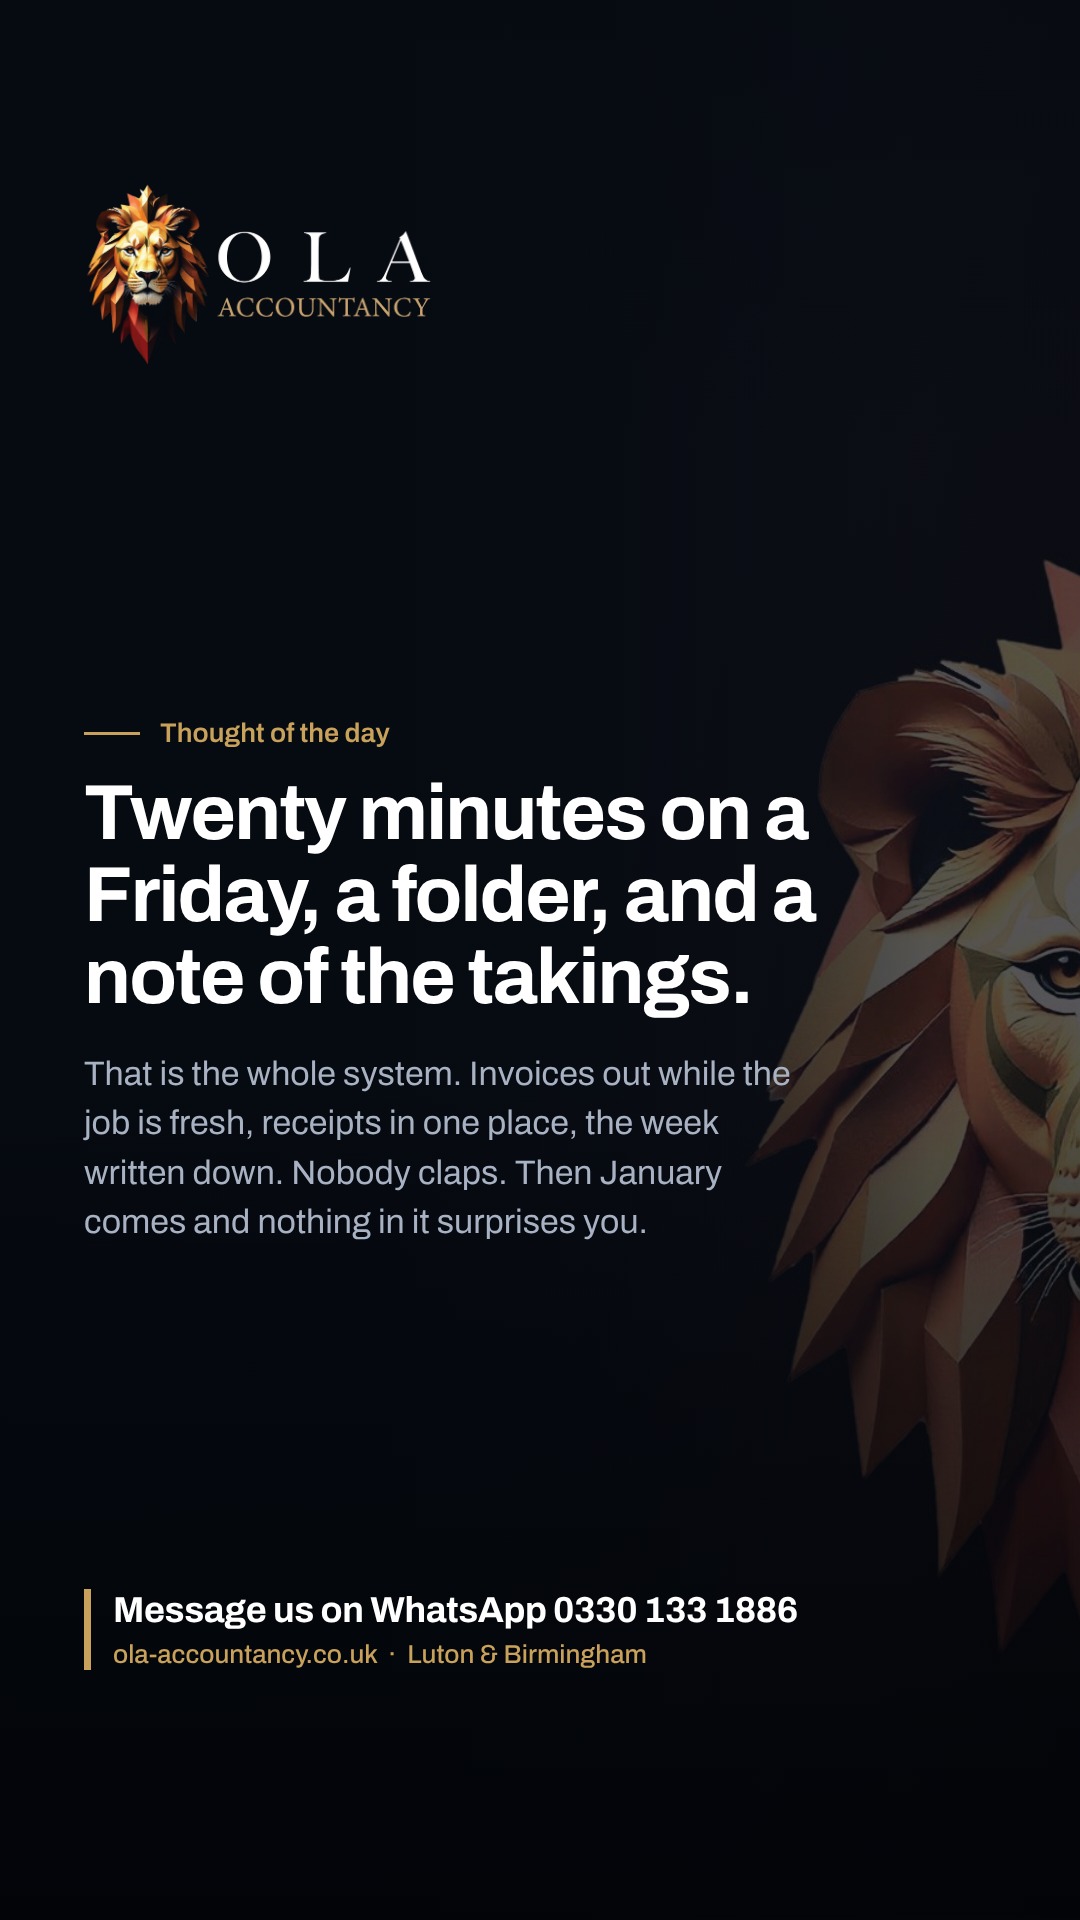 OLA
ACCOUNTANCY
Thought of the day
Twenty minutes on a
Friday, a folder, and a
note of the takings.
That is the whole system. Invoices out while the
job is fresh, receipts in one place, the week
written down. Nobody claps. Then January
comes and nothing in it surprises you.
Message us on WhatsApp 0330 133 1886
ola-accountancy.co.uk · Luton & Birmingham